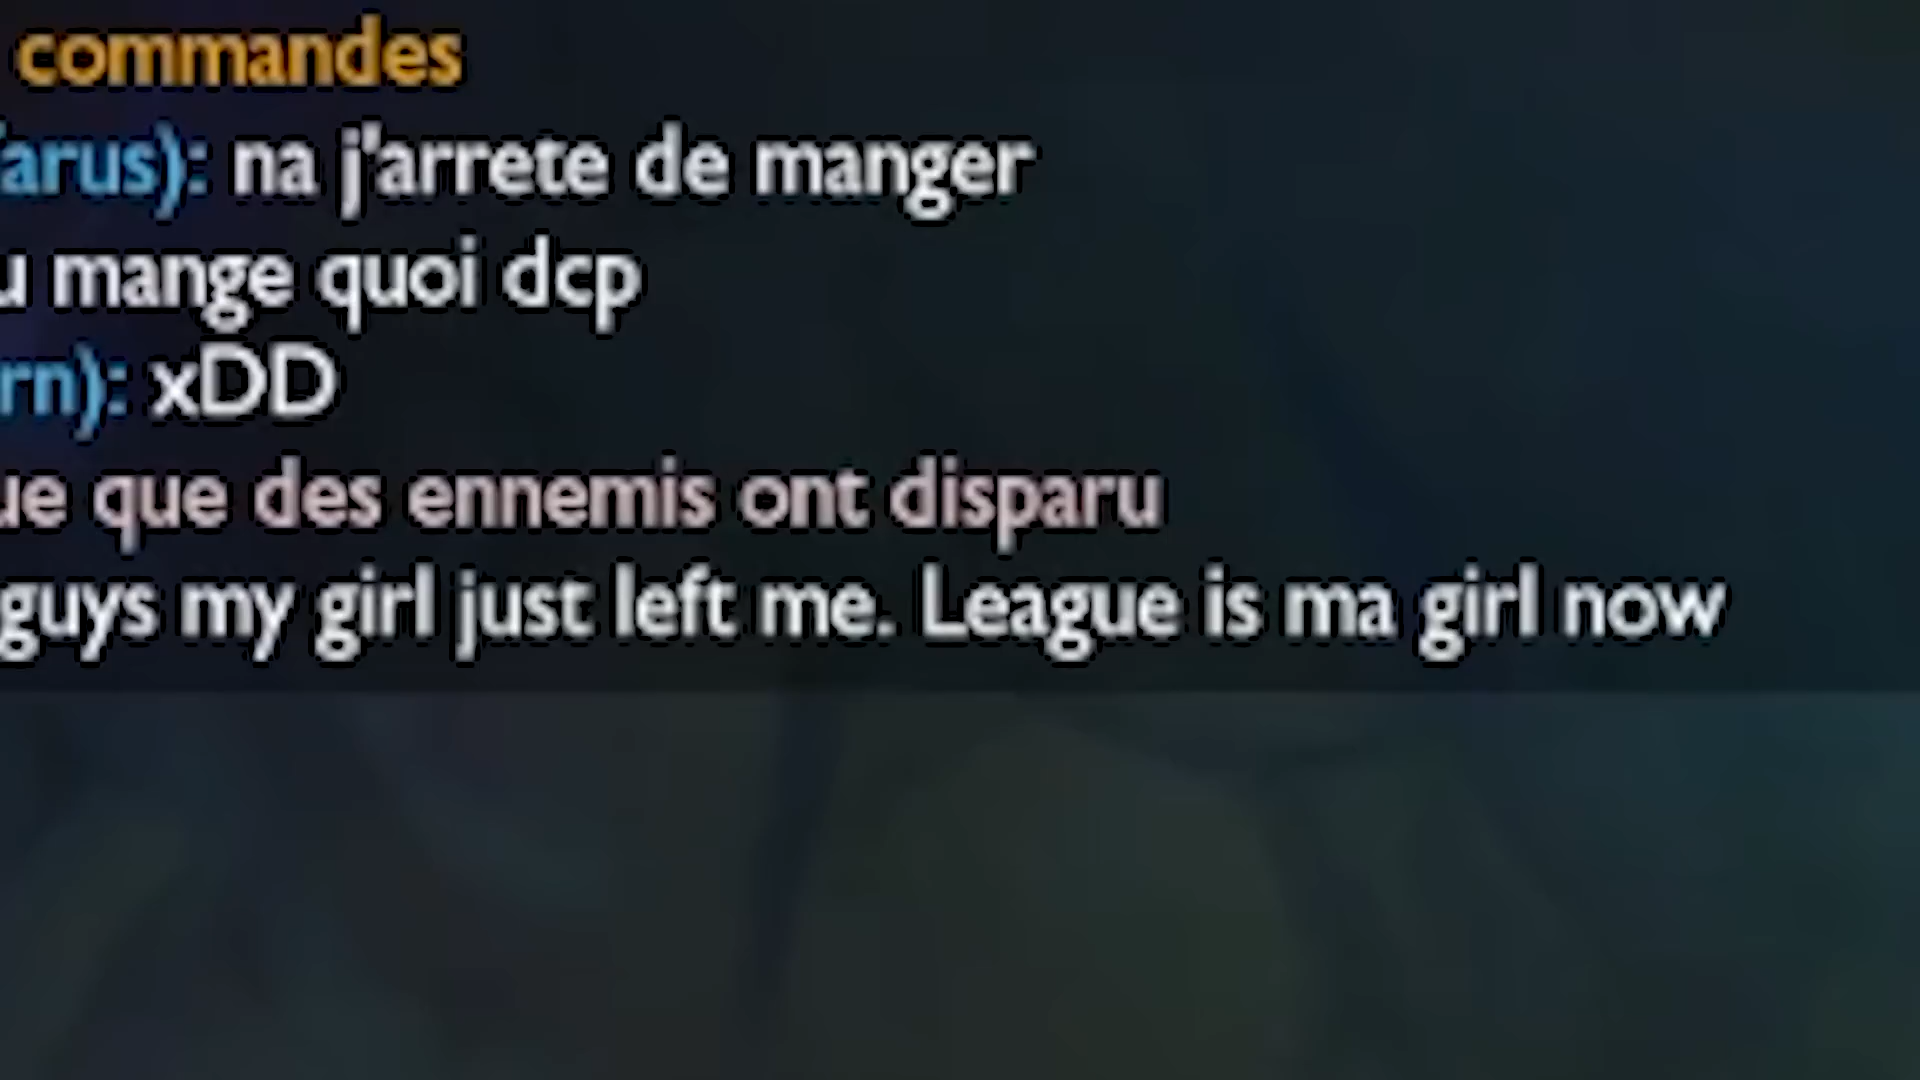 commandes
arus): na j'arrete de manger
u mange quoi dcp
rn): xDD
ue que des ennemis ont disparu
guys my girl just left me. League is ma girl now